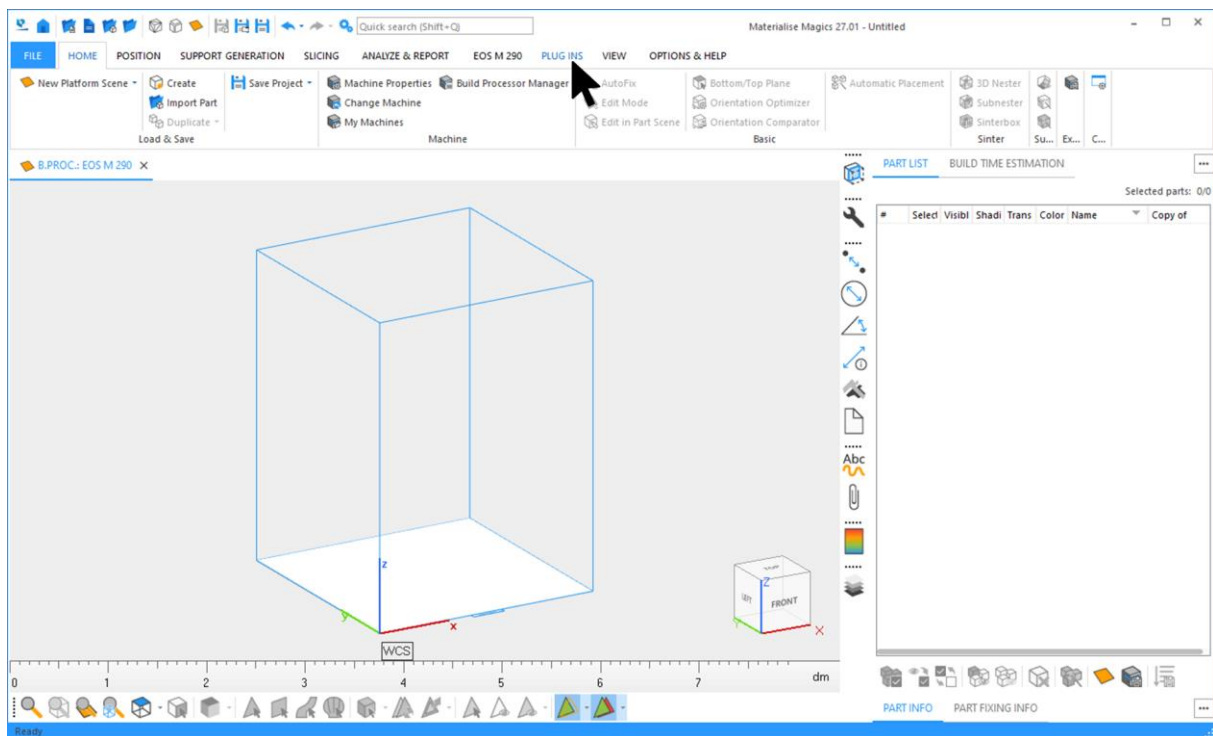 Quick search (Shift+Q)
Materialise Magics 27.01 - Untitled
FILE HOME POSITION SUPPORT GENERATION SLICING ANALYZE & REPORT EOS M 290 PLUG INS VIEW OPTIONS & HELP
New Platform Scene Create Save Project Machine Properties Build Processor Manager AutoFix Bottom/Top Plane Automatic Placement 3D Nester
Import Part Change Machine Edit Mode Orientation Optimizer Subnester
Duplicate My Machines Edit in Part Scene Orientation Comparator Sinterbox
Load & Save Machine Basic Sinter Su... Ex... C...
B.PROC.: EOS M 290 PART LIST BUILD TIME ESTIMATION
Selected parts: 0/0
# Select Visibl Shadi Trans Color Name Copy of
Abc
z
y x
WCS
TOP
Z
LEFT FRONT
Y X
0 1 2 3 4 5 6 7 dm
PART INFO PART FIXING INFO
Ready